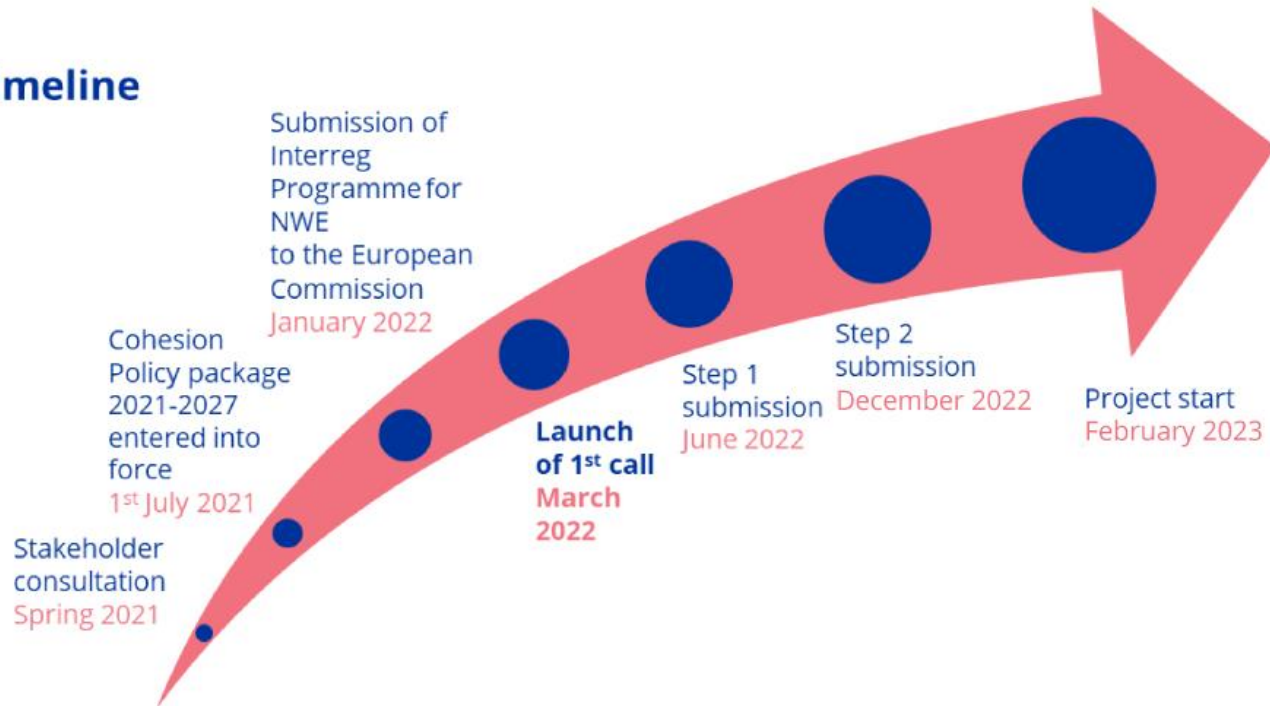 meline
Submission of
Interreg
Programme for
NWE
to the European
Commission
January 2022
Cohesion
Policy package
2021-2027
entered into
force
1st July 2021
Stakeholder
consultation
Spring 2021
Launch
of 1st call
March
2022
Step 1
submission
June 2022
Step 2
submission
December 2022
Project start
February 2023